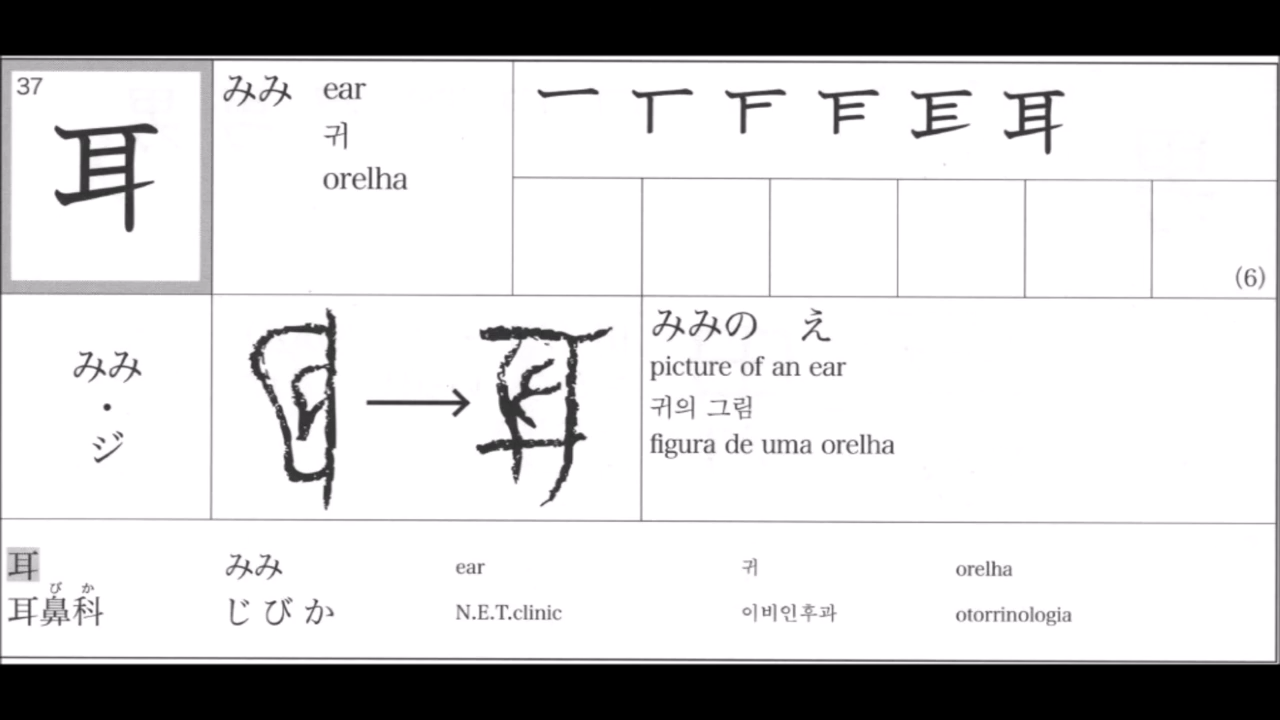 37
耳
みみ ear
귀
orelha
一 丅 F 耳
(6)
みみ
・
ジ
みみの え
picture of an ear
귀의 그림
figura de uma orelha
耳 みみ ear 귀 orelha
びか
耳鼻科 じびか N.E.T.clinic 이비인후과 otorrinologia